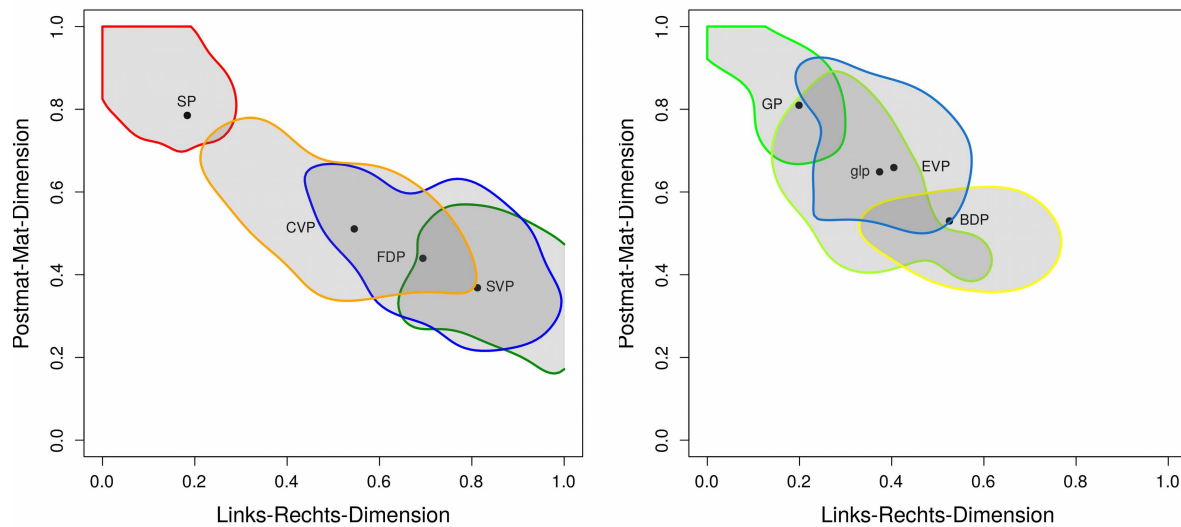 Postmat-Mat-Dimension
1.0
0.8
0.6
0.4
0.2
0.0
SP
CVP
FDP
SVP
0.0 0.2 0.4 0.6 0.8 1.0
Links-Rechts-Dimension
Postmat-Mat-Dimension
1.0
0.8
0.6
0.4
0.2
0.0
GP
glp
EVP
BDP
0.0 0.2 0.4 0.6 0.8 1.0
Links-Rechts-Dimension